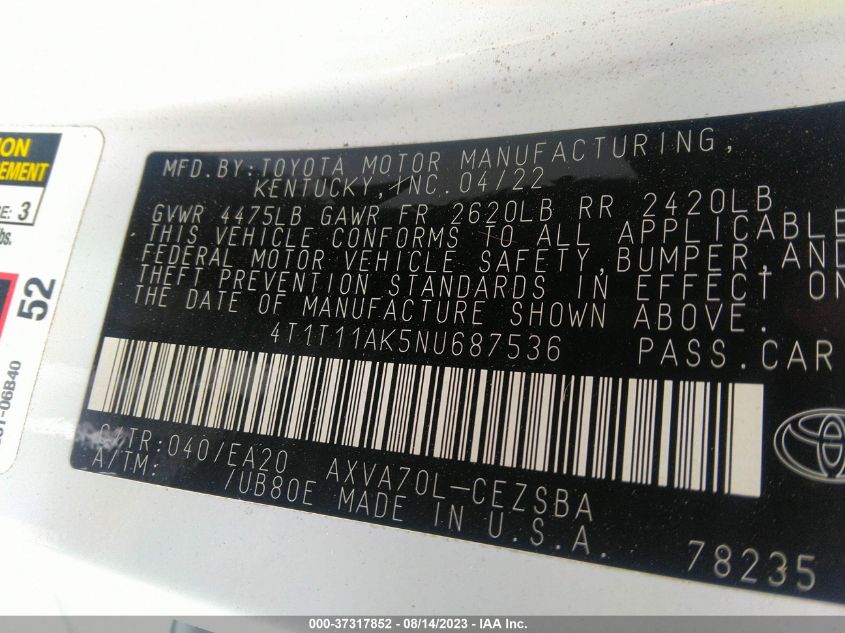 ION
EMENT
E: 3
bs.
52
06B40
MFD.BY:TOYOTA MOTOR MANUFACTURING,
KENTUCKY, INC. 04/22
GVWR 4475LB GAWR FR 2620LB RR 2420LB
THIS VEHICLE CONFORMS TO ALL APPLICABLE
FEDERAL MOTOR VEHICLE SAFETY, BUMPER, AND
THEFT PREVENTION STANDARDS IN EFFECT ON
THE DATE OF MANUFACTURE SHOWN ABOVE.
4T1T11AK5NU687536 PASS.CAR
C/TR:040/EA20 AXVA70L-CEZSBA
A/TM: /UB80E MADE IN U.S.A.
78235
000-37317852 - 08/14/2023 - IAA Inc.